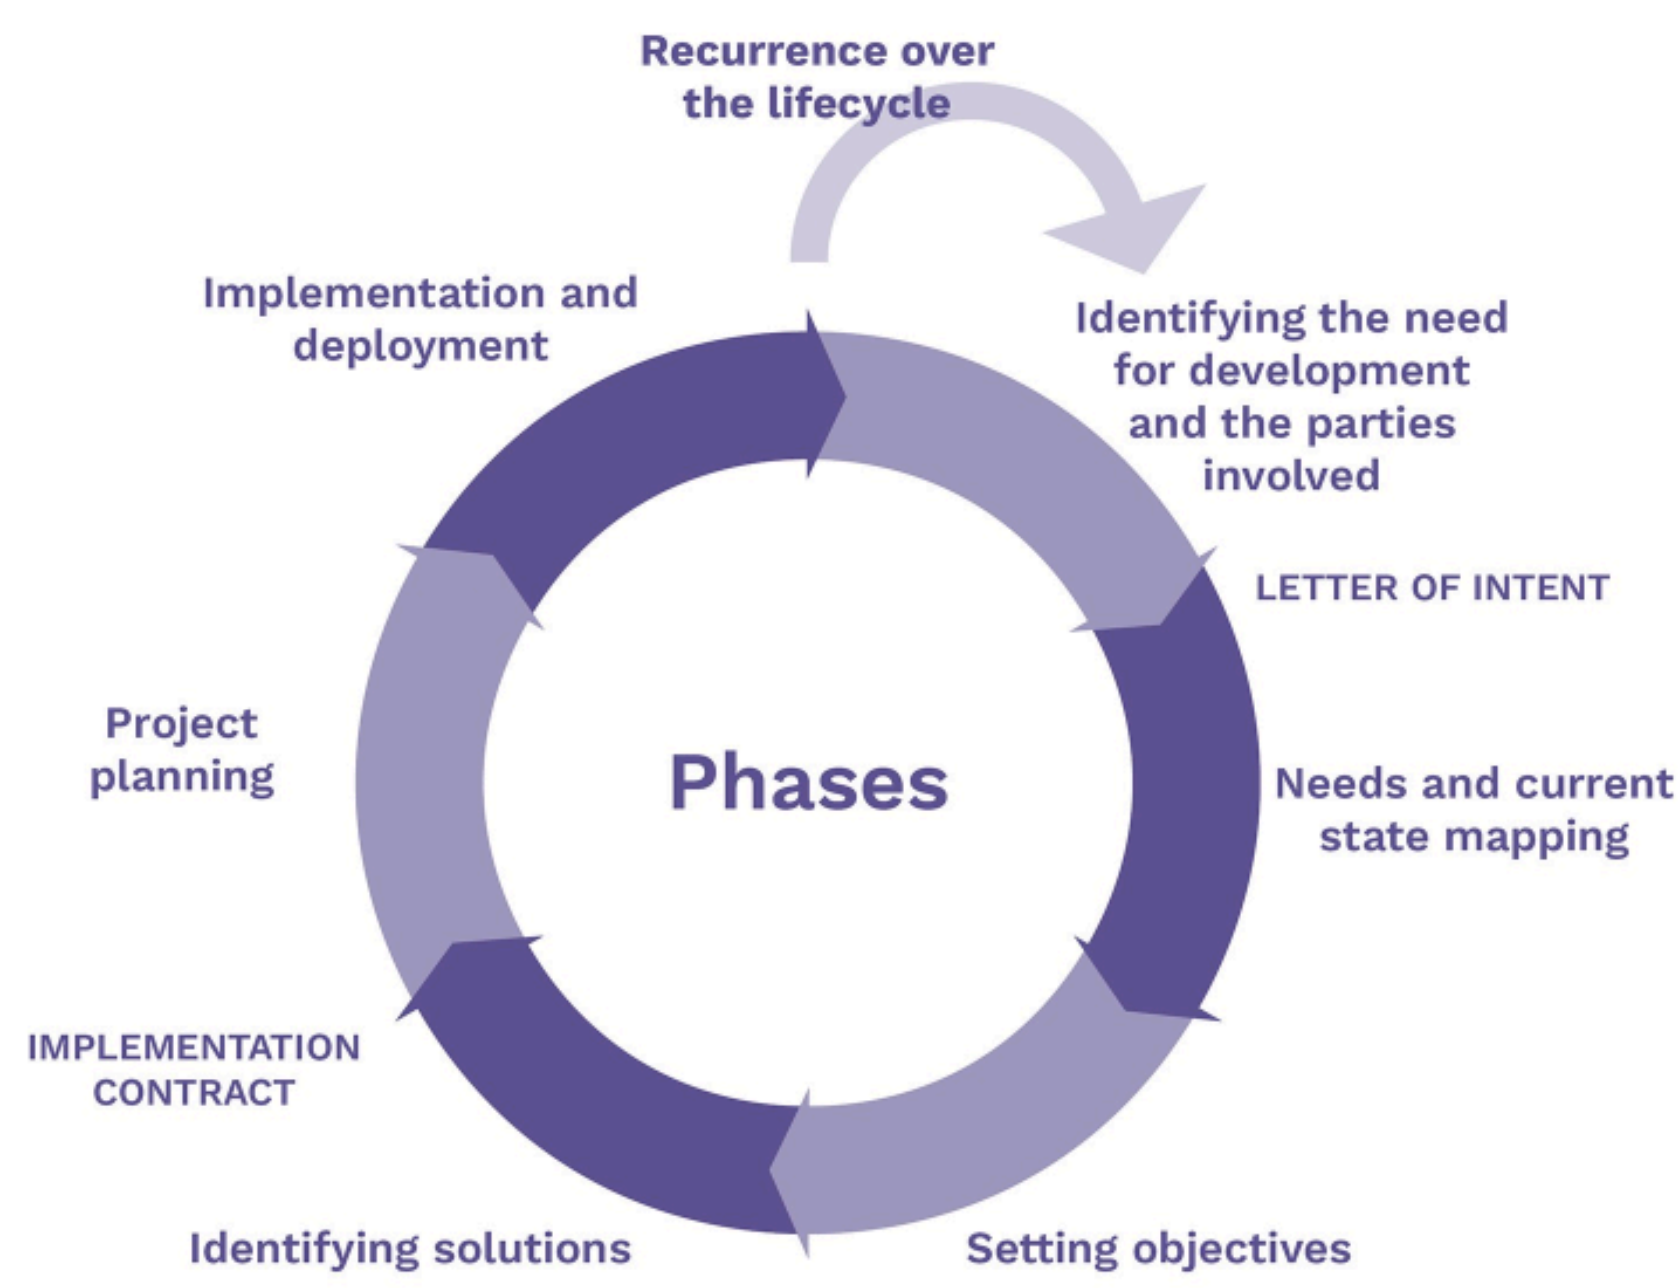 Recurrence over
the lifecycle
Identifying the need
for development
and the parties
involved
LETTER OF INTENT
Needs and current
state mapping
Setting objectives
Identifying solutions
IMPLEMENTATION
CONTRACT
Project
planning
Implementation and
deployment
Phases